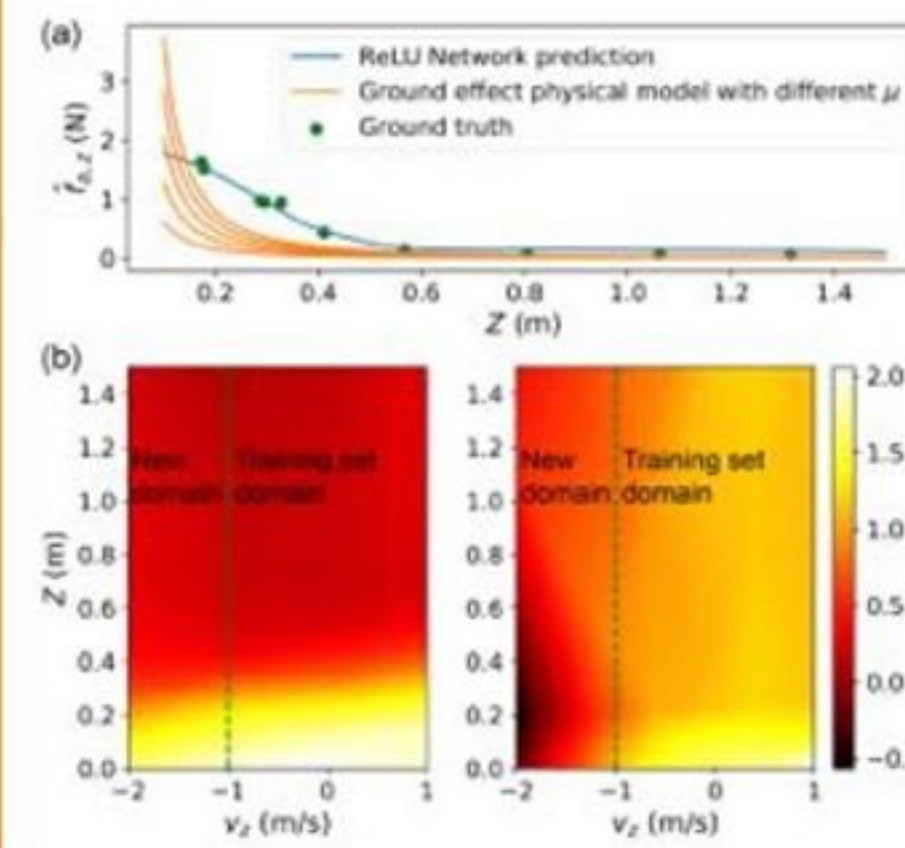 (a)
ReLU Network prediction
Ground effect physical model with different μ
Ground truth
3
2
1
0
0.2 0.4 0.6 0.8 1.0 1.2 1.4
Z (m)
(b)
1.4
1.2
1.0
0.8
0.6
0.4
0.2
0.0
Z (m)
New
domain
Training set
domain
−2 −1 0 1
v_z (m/s)
1.4
1.2
1.0
0.8
0.6
0.4
0.2
0.0
New
domain
Training set
domain
−2 −1 0 1
v_z (m/s)
2.0
1.5
1.0
0.5
0.0